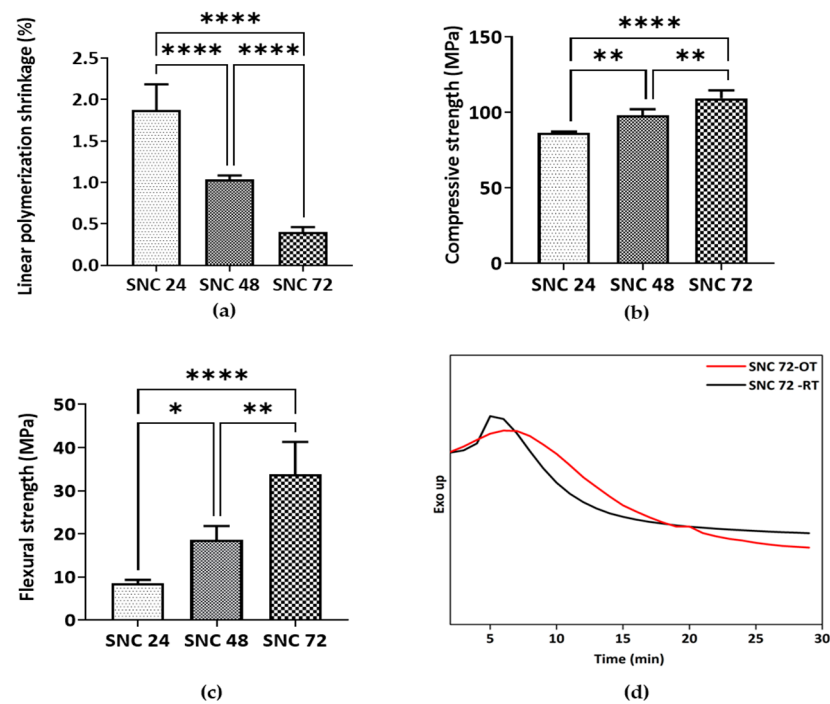 Linear polymerization shrinkage (%)
****
**** ****
2.5
2.0
1.5
1.0
0.5
0.0
SNC 24 SNC 48 SNC 72
(a)
Compressive strength (MPa)
****
** **
150
100
50
0
SNC 24 SNC 48 SNC 72
(b)
Flexural strength (MPa)
****
* **
50
40
30
20
10
0
SNC 24 SNC 48 SNC 72
(c)
SNC 72-OT
SNC 72 -RT
Exo up
5 10 15 20 25 30
Time (min)
(d)